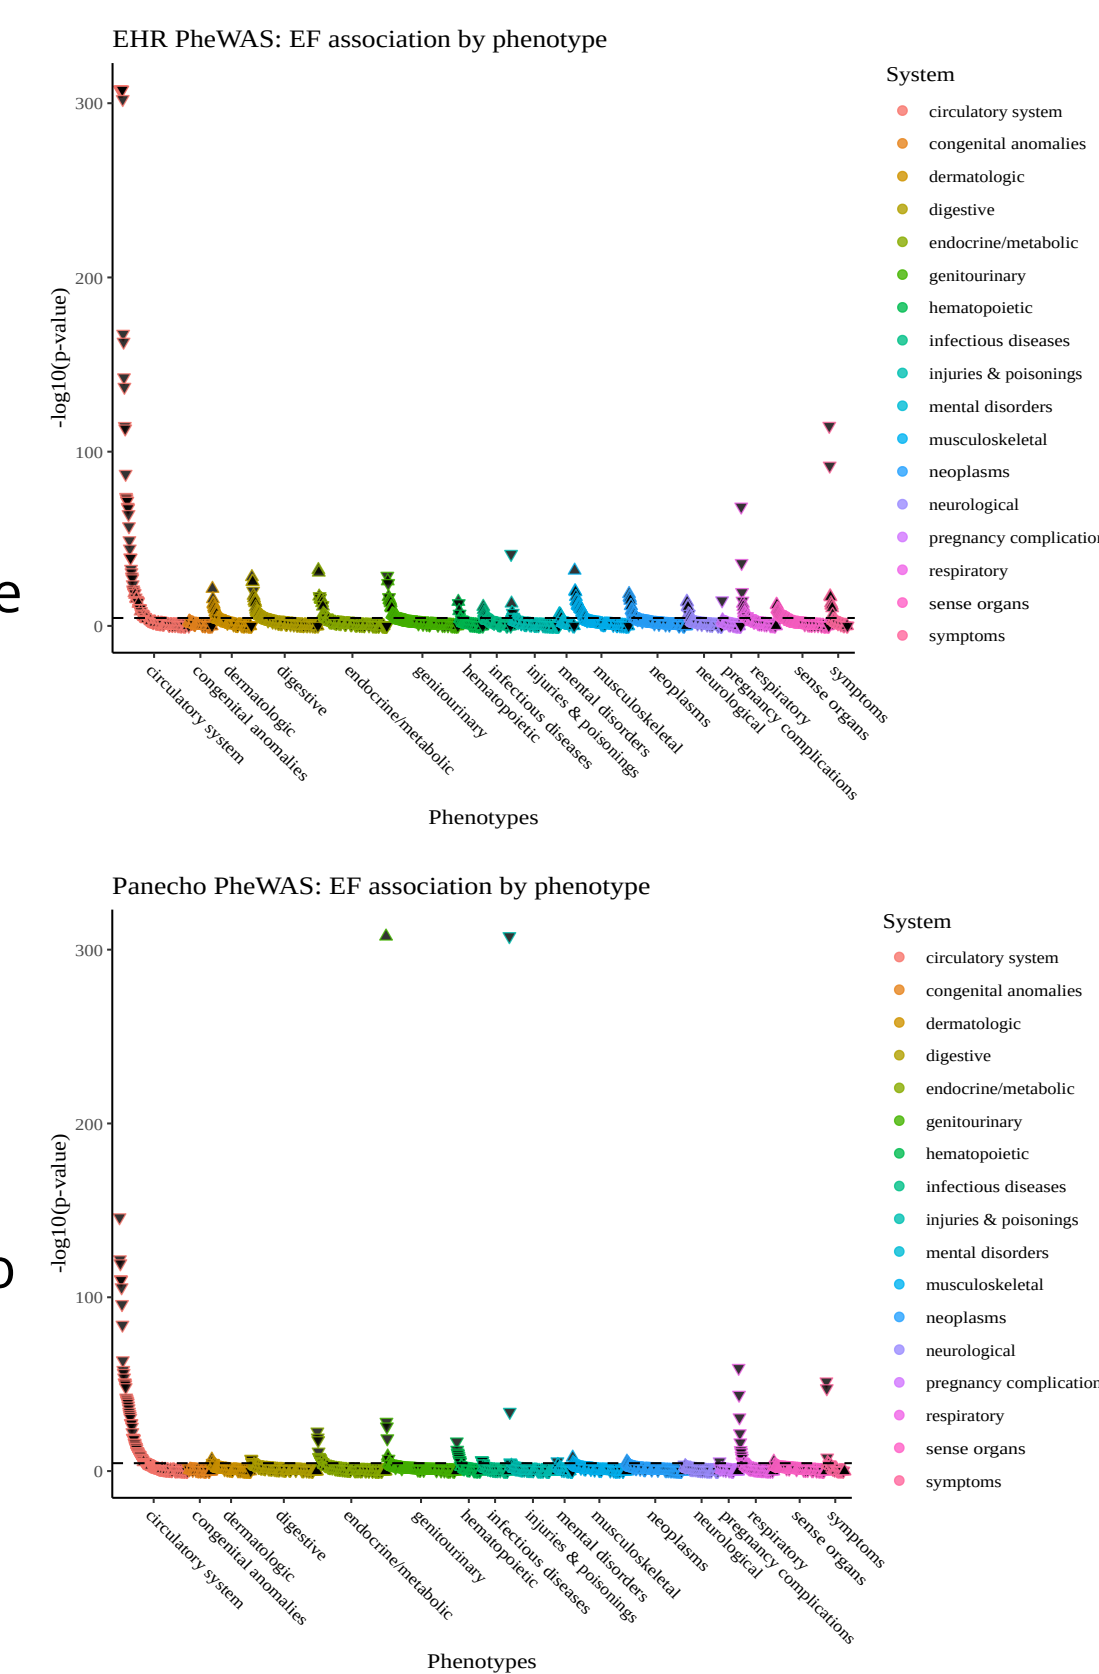 EHR PheWAS: EF association by phenotype
300
200
100
0
-log10(p-value)
circulatory system
congenital anomalies
dermatologic
digestive
endocrine/metabolic
genitourinary
hematopoietic
infectious diseases
injuries & poisonings
mental disorders
musculoskeletal
neoplasms
neurological
pregnancy complications
respiratory
sense organs
symptoms
Phenotypes
System
circulatory system
congenital anomalies
dermatologic
digestive
endocrine/metabolic
genitourinary
hematopoietic
infectious diseases
injuries & poisonings
mental disorders
musculoskeletal
neoplasms
neurological
pregnancy complication
respiratory
sense organs
symptoms
e
Panecho PheWAS: EF association by phenotype
300
200
100
0
-log10(p-value)
circulatory system
congenital anomalies
dermatologic
digestive
endocrine/metabolic
genitourinary
hematopoietic
infectious diseases
injuries & poisonings
mental disorders
musculoskeletal
neoplasms
neurological
pregnancy complications
respiratory
sense organs
symptoms
Phenotypes
System
circulatory system
congenital anomalies
dermatologic
digestive
endocrine/metabolic
genitourinary
hematopoietic
infectious diseases
injuries & poisonings
mental disorders
musculoskeletal
neoplasms
neurological
pregnancy complication
respiratory
sense organs
symptoms